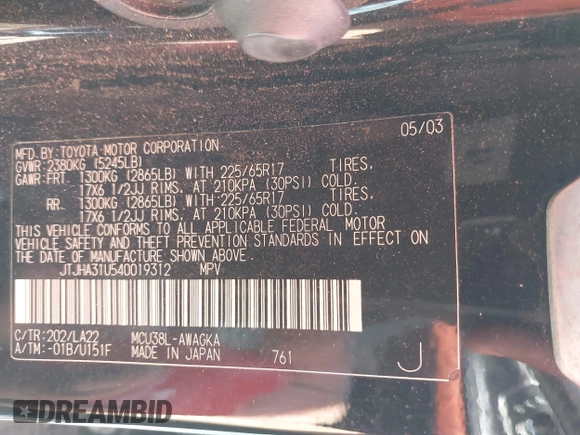 05/03
MFD. BY: TOYOTA MOTOR CORPORATION
GVWR: 2380KG (5245LB)
GAWR: FRT. 1300KG (2865LB) WITH 225/65R17 TIRES,
17X6 1/2JJ RIMS, AT 210KPA (30PSI) COLD.
RR. 1300KG (2865LB) WITH 225/65R17 TIRES,
17X6 1/2JJ RIMS, AT 210KPA (30PSI) COLD.
THIS VEHICLE CONFORMS TO ALL APPLICABLE FEDERAL MOTOR
VEHICLE SAFETY AND THEFT PREVENTION STANDARDS IN EFFECT ON
THE DATE OF MANUFACTURE SHOWN ABOVE.
JTJHA31U540019312 MPV
C/TR: 202/LA22 MCU38L-AWAGKA
A/TM: -01B/U151F MADE IN JAPAN 761 J
DREAMBID